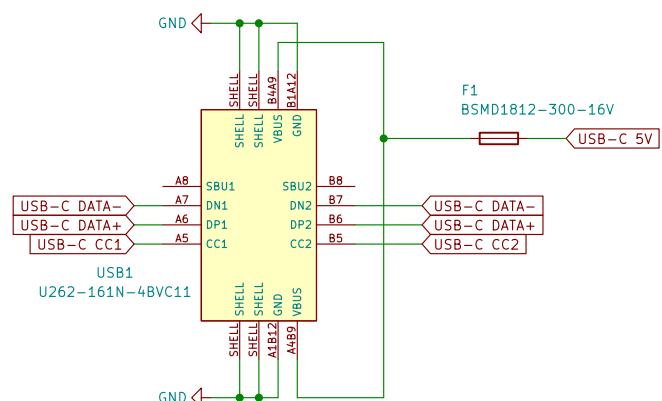 GND
SHELL
SHELL
B4A9
B1A12
SHELL
SHELL
VBUS
GND
F1
BSMD1812-300-16V
USB-C 5V
A8
SBU1
SBU2
B8
USB-C DATA-
A7
DN1
DN2
B7
USB-C DATA-
USB-C DATA+
A6
DP1
DP2
B6
USB-C DATA+
USB-C CC1
A5
CC1
CC2
B5
USB-C CC2
USB1
U262-161N-4BVC11
SHELL
SHELL
GND
VBUS
SHELL
SHELL
A1B12
A4B9
GND